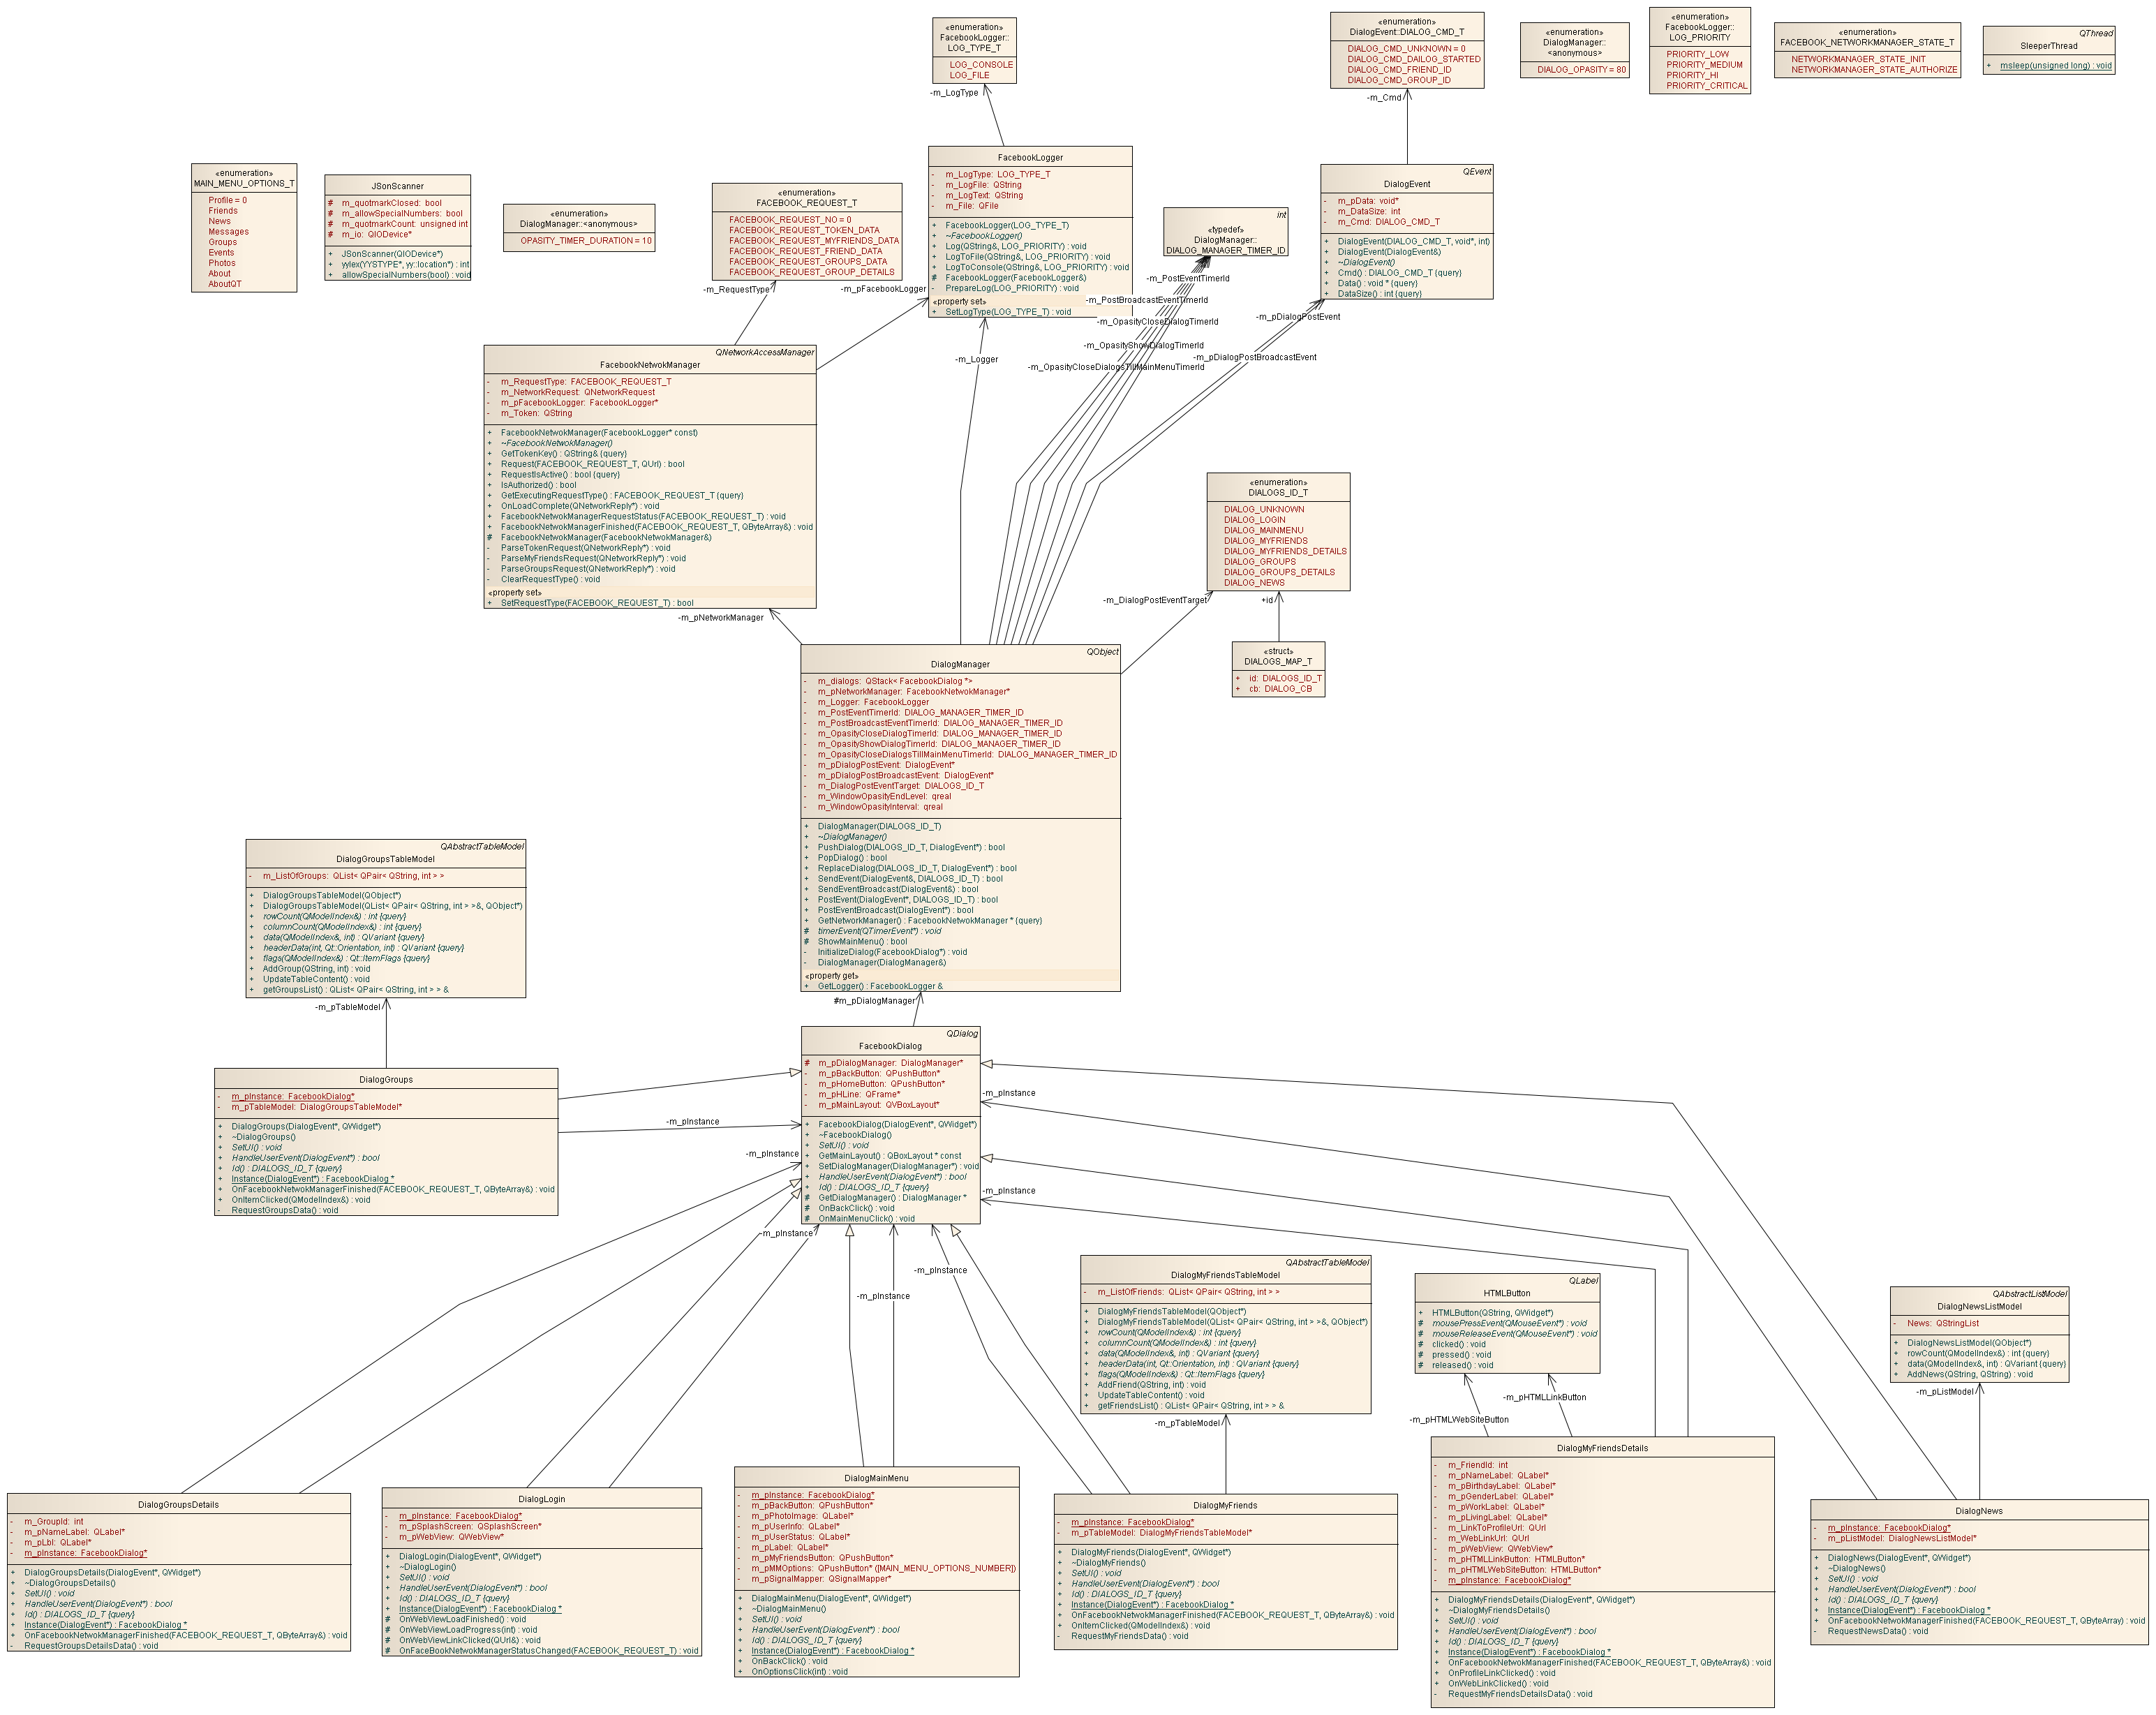 «enumeration»
FacebookLogger::
LOG_TYPE_T
LOG_CONSOLE
LOG_FILE
«enumeration»
DialogEvent::DIALOG_CMD_T
DIALOG_CMD_UNKNOWN = 0
DIALOG_CMD_DAILOG_STARTED
DIALOG_CMD_FRIEND_ID
DIALOG_CMD_GROUP_ID
«enumeration»
DialogManager::
<anonymous>
DIALOG_OPASITY = 80
«enumeration»
FacebookLogger::
LOG_PRIORITY
PRIORITY_LOW
PRIORITY_MEDIUM
PRIORITY_HI
PRIORITY_CRITICAL
«enumeration»
FACEBOOK_NETWORKMANAGER_STATE_T
NETWORKMANAGER_STATE_INIT
NETWORKMANAGER_STATE_AUTHORIZE
QThread
SleeperThread
+ msleep(unsigned long) : void
-m_LogType
-m_Cmd
«enumeration»
MAIN_MENU_OPTIONS_T
Profile = 0
Friends
News
Messages
Groups
Events
Photos
About
AboutQT
JSonScanner
# m_quotmarkClosed: bool
# m_allowSpecialNumbers: bool
# m_quotmarkCount: unsigned int
# m_io: QIODevice*
+ JSonScanner(QIODevice*)
+ yylex(YYSTYPE*, yy::location*) : int
+ allowSpecialNumbers(bool) : void
«enumeration»
DialogManager::<anonymous>
OPASITY_TIMER_DURATION = 10
«enumeration»
FACEBOOK_REQUEST_T
FACEBOOK_REQUEST_NO = 0
FACEBOOK_REQUEST_TOKEN_DATA
FACEBOOK_REQUEST_MYFRIENDS_DATA
FACEBOOK_REQUEST_FRIEND_DATA
FACEBOOK_REQUEST_GROUPS_DATA
FACEBOOK_REQUEST_GROUP_DETAILS
FacebookLogger
- m_LogType: LOG_TYPE_T
- m_LogFile: QString
- m_LogText: QString
- m_File: QFile
+ FacebookLogger(LOG_TYPE_T)
+ ~FacebookLogger()
+ Log(QString&, LOG_PRIORITY) : void
+ LogToFile(QString&, LOG_PRIORITY) : void
+ LogToConsole(QString&, LOG_PRIORITY) : void
# FacebookLogger(FacebookLogger&)
- PrepareLog(LOG_PRIORITY) : void
«property set»
+ SetLogType(LOG_TYPE_T) : void
int
«typedef»
DialogManager::
DIALOG_MANAGER_TIMER_ID
QEvent
DialogEvent
- m_pData: void*
- m_DataSize: int
- m_Cmd: DIALOG_CMD_T
+ DialogEvent(DIALOG_CMD_T, void*, int)
+ DialogEvent(DialogEvent&)
+ ~DialogEvent()
+ Cmd() : DIALOG_CMD_T {query}
+ Data() : void * {query}
+ DataSize() : int {query}
-m_RequestType
-m_pFacebookLogger
-m_Logger
-m_PostEventTimerId
-m_PostBroadcastEventTimerId
-m_OpasityCloseDialogTimerId
-m_OpasityShowDialogTimerId
-m_OpasityCloseDialogsTillMainMenuTimerId
-m_pDialogPostEvent
-m_pDialogPostBroadcastEvent
QNetworkAccessManager
FacebookNetwokManager
- m_RequestType: FACEBOOK_REQUEST_T
- m_NetworkRequest: QNetworkRequest
- m_pFacebookLogger: FacebookLogger*
- m_Token: QString
+ FacebookNetwokManager(FacebookLogger* const)
+ ~FacebookNetwokManager()
+ GetTokenKey() : QString& {query}
+ Request(FACEBOOK_REQUEST_T, QUrl) : bool
+ RequestIsActive() : bool {query}
+ IsAuthorized() : bool
+ GetExecutingRequestType() : FACEBOOK_REQUEST_T {query}
+ OnLoadComplete(QNetworkReply*) : void
+ FacebookNetwokManagerRequestStatus(FACEBOOK_REQUEST_T) : void
+ FacebookNetwokManagerFinished(FACEBOOK_REQUEST_T, QByteArray&) : void
# FacebookNetwokManager(FacebookNetwokManager&)
- ParseTokenRequest(QNetworkReply*) : void
- ParseMyFriendsRequest(QNetworkReply*) : void
- ParseGroupsRequest(QNetworkReply*) : void
- ClearRequestType() : void
«property set»
+ SetRequestType(FACEBOOK_REQUEST_T) : bool
-m_pNetworkManager
«enumeration»
DIALOGS_ID_T
DIALOG_UNKNOWN
DIALOG_LOGIN
DIALOG_MAINMENU
DIALOG_MYFRIENDS
DIALOG_MYFRIENDS_DETAILS
DIALOG_GROUPS
DIALOG_GROUPS_DETAILS
DIALOG_NEWS
-m_DialogPostEventTarget
+id
«struct»
DIALOGS_MAP_T
+ id: DIALOGS_ID_T
+ cb: DIALOG_CB
QObject
DialogManager
- m_dialogs: QStack< FacebookDialog *>
- m_pNetworkManager: FacebookNetwokManager*
- m_Logger: FacebookLogger
- m_PostEventTimerId: DIALOG_MANAGER_TIMER_ID
- m_PostBroadcastEventTimerId: DIALOG_MANAGER_TIMER_ID
- m_OpasityCloseDialogTimerId: DIALOG_MANAGER_TIMER_ID
- m_OpasityShowDialogTimerId: DIALOG_MANAGER_TIMER_ID
- m_OpasityCloseDialogsTillMainMenuTimerId: DIALOG_MANAGER_TIMER_ID
- m_pDialogPostEvent: DialogEvent*
- m_pDialogPostBroadcastEvent: DialogEvent*
- m_DialogPostEventTarget: DIALOGS_ID_T
- m_WindowOpasityEndLevel: qreal
- m_WindowOpasityInterval: qreal
+ DialogManager(DIALOGS_ID_T)
+ ~DialogManager()
+ PushDialog(DIALOGS_ID_T, DialogEvent*) : bool
+ PopDialog() : bool
+ ReplaceDialog(DIALOGS_ID_T, DialogEvent*) : bool
+ SendEvent(DialogEvent&, DIALOGS_ID_T) : bool
+ SendEventBroadcast(DialogEvent&) : bool
+ PostEvent(DialogEvent*, DIALOGS_ID_T) : bool
+ PostEventBroadcast(DialogEvent*) : bool
+ GetNetworkManager() : FacebookNetwokManager * {query}
# timerEvent(QTimerEvent*) : void
# ShowMainMenu() : bool
- InitializeDialog(FacebookDialog*) : void
- DialogManager(DialogManager&)
«property get»
+ GetLogger() : FacebookLogger &
#m_pDialogManager
QAbstractTableModel
DialogGroupsTableModel
- m_ListOfGroups: QList< QPair< QString, int > >
+ DialogGroupsTableModel(QObject*)
+ DialogGroupsTableModel(QList< QPair< QString, int > >&, QObject*)
+ rowCount(QModelIndex&) : int {query}
+ columnCount(QModelIndex&) : int {query}
+ data(QModelIndex&, int) : QVariant {query}
+ headerData(int, Qt::Orientation, int) : QVariant {query}
+ flags(QModelIndex&) : Qt::ItemFlags {query}
+ AddGroup(QString, int) : void
+ UpdateTableContent() : void
+ getGroupsList() : QList< QPair< QString, int > > &
-m_pTableModel
DialogGroups
- m_pInstance: FacebookDialog*
- m_pTableModel: DialogGroupsTableModel*
+ DialogGroups(DialogEvent*, QWidget*)
+ ~DialogGroups()
+ SetUI() : void
+ HandleUserEvent(DialogEvent*) : bool
+ Id() : DIALOGS_ID_T {query}
+ Instance(DialogEvent*) : FacebookDialog *
+ OnFacebookNetwokManagerFinished(FACEBOOK_REQUEST_T, QByteArray&) : void
+ OnItemClicked(QModelIndex&) : void
- RequestGroupsData() : void
QDialog
FacebookDialog
# m_pDialogManager: DialogManager*
- m_pBackButton: QPushButton*
- m_pHomeButton: QPushButton*
- m_pHLine: QFrame*
- m_pMainLayout: QVBoxLayout*
+ FacebookDialog(DialogEvent*, QWidget*)
+ ~FacebookDialog()
+ SetUI() : void
+ GetMainLayout() : QBoxLayout * const
+ SetDialogManager(DialogManager*) : void
+ HandleUserEvent(DialogEvent*) : bool
+ Id() : DIALOGS_ID_T {query}
# GetDialogManager() : DialogManager *
# OnBackClick() : void
# OnMainMenuClick() : void
-m_pInstance
-m_pInstance
-m_pInstance
-m_pInstance
-m_pInstance
-m_pInstance
-m_pInstance
QAbstractTableModel
DialogMyFriendsTableModel
- m_ListOfFriends: QList< QPair< QString, int > >
+ DialogMyFriendsTableModel(QObject*)
+ DialogMyFriendsTableModel(QList< QPair< QString, int > >&, QObject*)
+ rowCount(QModelIndex&) : int {query}
+ columnCount(QModelIndex&) : int {query}
+ data(QModelIndex&, int) : QVariant {query}
+ headerData(int, Qt::Orientation, int) : QVariant {query}
+ flags(QModelIndex&) : Qt::ItemFlags {query}
+ AddFriend(QString, int) : void
+ UpdateTableContent() : void
+ getFriendsList() : QList< QPair< QString, int > > &
-m_pTableModel
QLabel
HTMLButton
+ HTMLButton(QString, QWidget*)
# mousePressEvent(QMouseEvent*) : void
# mouseReleaseEvent(QMouseEvent*) : void
# clicked() : void
# pressed() : void
# released() : void
-m_pHTMLLinkButton
-m_pHTMLWebSiteButton
QAbstractListModel
DialogNewsListModel
- News: QStringList
+ DialogNewsListModel(QObject*)
+ rowCount(QModelIndex&) : int {query}
+ data(QModelIndex&, int) : QVariant {query}
+ AddNews(QString, QString) : void
-m_pListModel
DialogGroupsDetails
- m_GroupId: int
- m_pNameLabel: QLabel*
- m_pLbl: QLabel*
- m_pInstance: FacebookDialog*
+ DialogGroupsDetails(DialogEvent*, QWidget*)
+ ~DialogGroupsDetails()
+ SetUI() : void
+ HandleUserEvent(DialogEvent*) : bool
+ Id() : DIALOGS_ID_T {query}
+ Instance(DialogEvent*) : FacebookDialog *
+ OnFacebookNetwokManagerFinished(FACEBOOK_REQUEST_T, QByteArray&) : void
- RequestGroupsDetailsData() : void
DialogLogin
- m_pInstance: FacebookDialog*
- m_pSplashScreen: QSplashScreen*
- m_pWebView: QWebView*
+ DialogLogin(DialogEvent*, QWidget*)
+ ~DialogLogin()
+ SetUI() : void
+ HandleUserEvent(DialogEvent*) : bool
+ Id() : DIALOGS_ID_T {query}
+ Instance(DialogEvent*) : FacebookDialog *
# OnWebViewLoadFinished() : void
# OnWebViewLoadProgress(int) : void
# OnWebViewLinkClicked(QUrl&) : void
# OnFaceBookNetwokManagerStatusChanged(FACEBOOK_REQUEST_T) : void
DialogMainMenu
- m_pInstance: FacebookDialog*
- m_pBackButton: QPushButton*
- m_pPhotoImage: QLabel*
- m_pUserInfo: QLabel*
- m_pUserStatus: QLabel*
- m_pLabel: QLabel*
- m_pMyFriendsButton: QPushButton*
- m_pMMOptions: QPushButton* ([MAIN_MENU_OPTIONS_NUMBER])
- m_pSignalMapper: QSignalMapper*
+ DialogMainMenu(DialogEvent*, QWidget*)
+ ~DialogMainMenu()
+ SetUI() : void
+ HandleUserEvent(DialogEvent*) : bool
+ Id() : DIALOGS_ID_T {query}
+ Instance(DialogEvent*) : FacebookDialog *
+ OnBackClick() : void
+ OnOptionsClick(int) : void
DialogMyFriends
- m_pInstance: FacebookDialog*
- m_pTableModel: DialogMyFriendsTableModel*
+ DialogMyFriends(DialogEvent*, QWidget*)
+ ~DialogMyFriends()
+ SetUI() : void
+ HandleUserEvent(DialogEvent*) : bool
+ Id() : DIALOGS_ID_T {query}
+ Instance(DialogEvent*) : FacebookDialog *
+ OnFacebookNetwokManagerFinished(FACEBOOK_REQUEST_T, QByteArray&) : void
+ OnItemClicked(QModelIndex&) : void
- RequestMyFriendsData() : void
DialogMyFriendsDetails
- m_FriendId: int
- m_pNameLabel: QLabel*
- m_pBirthdayLabel: QLabel*
- m_pGenderLabel: QLabel*
- m_pWorkLabel: QLabel*
- m_pLivingLabel: QLabel*
- m_LinkToProfileUrl: QUrl
- m_WebLinkUrl: QUrl
- m_pWebView: QWebView*
- m_pHTMLLinkButton: HTMLButton*
- m_pHTMLWebSiteButton: HTMLButton*
- m_pInstance: FacebookDialog*
+ DialogMyFriendsDetails(DialogEvent*, QWidget*)
+ ~DialogMyFriendsDetails()
+ SetUI() : void
+ HandleUserEvent(DialogEvent*) : bool
+ Id() : DIALOGS_ID_T {query}
+ Instance(DialogEvent*) : FacebookDialog *
+ OnFacebookNetwokManagerFinished(FACEBOOK_REQUEST_T, QByteArray&) : void
+ OnProfileLinkClicked() : void
+ OnWebLinkClicked() : void
- RequestMyFriendsDetailsData() : void
DialogNews
- m_pInstance: FacebookDialog*
- m_pListModel: DialogNewsListModel*
+ DialogNews(DialogEvent*, QWidget*)
+ ~DialogNews()
+ SetUI() : void
+ HandleUserEvent(DialogEvent*) : bool
+ Id() : DIALOGS_ID_T {query}
+ Instance(DialogEvent*) : FacebookDialog *
+ OnFacebookNetwokManagerFinished(FACEBOOK_REQUEST_T, QByteArray) : void
- RequestNewsData() : void